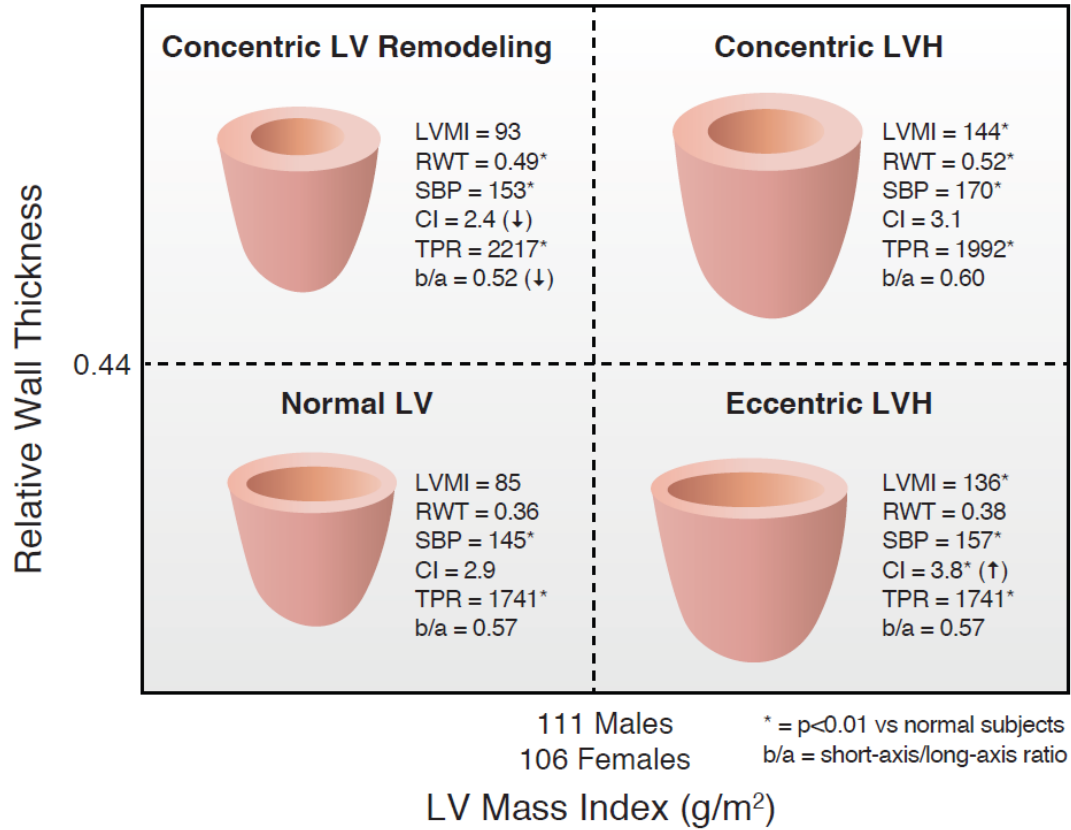 Concentric LV Remodeling
LVMI = 93
RWT = 0.49*
SBP = 153*
CI = 2.4 (↓)
TPR = 2217*
b/a = 0.52 (↓)
Concentric LVH
LVMI = 144*
RWT = 0.52*
SBP = 170*
CI = 3.1
TPR = 1992*
b/a = 0.60
Relative Wall Thickness
0.44
Normal LV
LVMI = 85
RWT = 0.36
SBP = 145*
CI = 2.9
TPR = 1741*
b/a = 0.57
Eccentric LVH
LVMI = 136*
RWT = 0.38
SBP = 157*
CI = 3.8* (↑)
TPR = 1741*
b/a = 0.57
111 Males
106 Females
* = p<0.01 vs normal subjects
b/a = short-axis/long-axis ratio
LV Mass Index (g/m²)